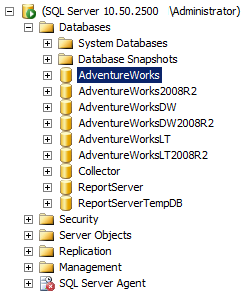 (SQL Server 10.50.2500 \Administrator)
Databases
System Databases
Database Snapshots
AdventureWorks
AdventureWorks2008R2
AdventureWorksDW
AdventureWorksDW2008R2
AdventureWorksLT
AdventureWorksLT2008R2
Collector
ReportServer
ReportServerTempDB
Security
Server Objects
Replication
Management
SQL Server Agent